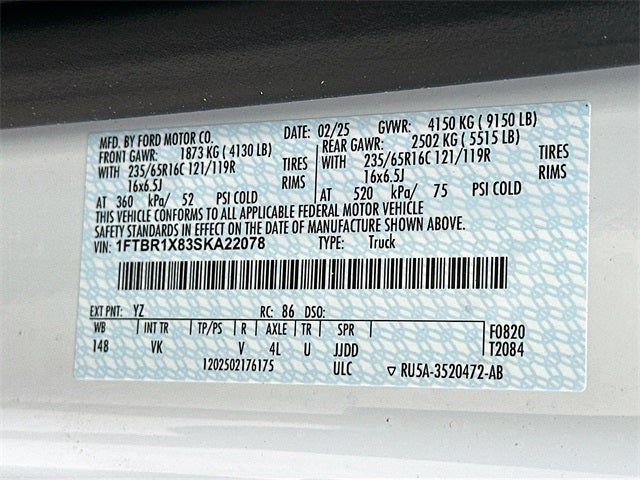 MFD. BY FORD MOTOR CO. DATE: 02/25 GVWR: 4150 KG ( 9150 LB)
FRONT GAWR: 1873 KG ( 4130 LB) REAR GAWR: 2502 KG ( 5515 LB)
WITH 235/65R16C 121/119R TIRES WITH 235/65R16C 121/119R TIRES
16x6.5J RIMS 16x6.5J RIMS
AT 360 kPa/ 52 PSI COLD AT 520 kPa/ 75 PSI COLD
THIS VEHICLE CONFORMS TO ALL APPLICABLE FEDERAL MOTOR VEHICLE
SAFETY STANDARDS IN EFFECT ON THE DATE OF MANUFACTURE SHOWN ABOVE.
VIN: 1FTBR1X83SKA22078 TYPE: Truck
EXT PNT: YZ RC: 86 DSO:
WB INT TR TP/PS R AXLE TR SPR F0820
148 VK V 4L U JJDD T2084
1202502176175 ULC ▽ RU5A-3520472-AB